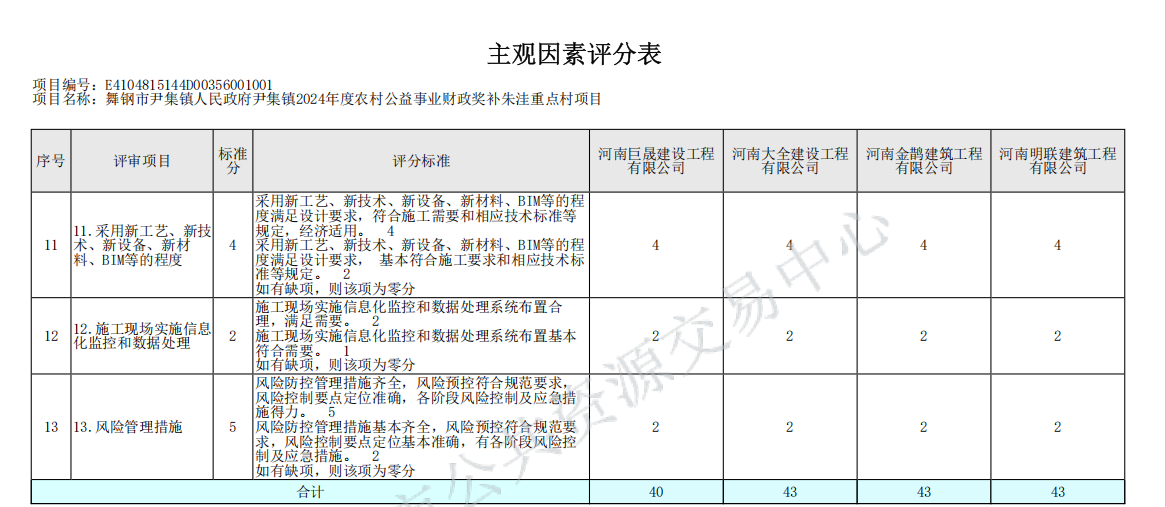 主观因素评分表
项目编号：E4104815144D00356001001
项目名称：舞钢市尹集镇人民政府尹集镇2024年度农村公益事业财政奖补朱洼重点村项目
序号
评审项目
标准
分
评分标准
河南巨晟建设工程
有限公司
河南大全建设工程
有限公司
河南金鹊建筑工程
有限公司
河南明联建筑工程
有限公司
11
11.采用新工艺、新技
术、新设备、新材
料、BIM等的程度
4
采用新工艺、新技术、新设备、新材料、BIM等的程
度满足设计要求，符合施工需要和相应技术标准等
规定，经济适用。 4
采用新工艺、新技术、新设备、新材料、BIM等的程
度满足设计要求， 基本符合施工要求和相应技术标
准等规定。 2
如有缺项，则该项为零分
4
4
4
4
12
12.施工现场实施信息
化监控和数据处理
2
施工现场实施信息化监控和数据处理系统布置合
理，满足需要。 2
施工现场实施信息化监控和数据处理系统布置基本
符合需要。 1
如有缺项，则该项为零分
2
2
2
2
13
13.风险管理措施
5
风险防控管理措施齐全，风险预控符合规范要求，
风险控制要点定位准确，各阶段风险控制及应急措
施得力。 5
风险防控管理措施基本齐全，风险预控符合规范要
求，风险控制要点定位基本准确，有各阶段风险控
制及应急措施。 2
如有缺项，则该项为零分
2
2
2
2
合计
40
43
43
43
公共资源交易中心